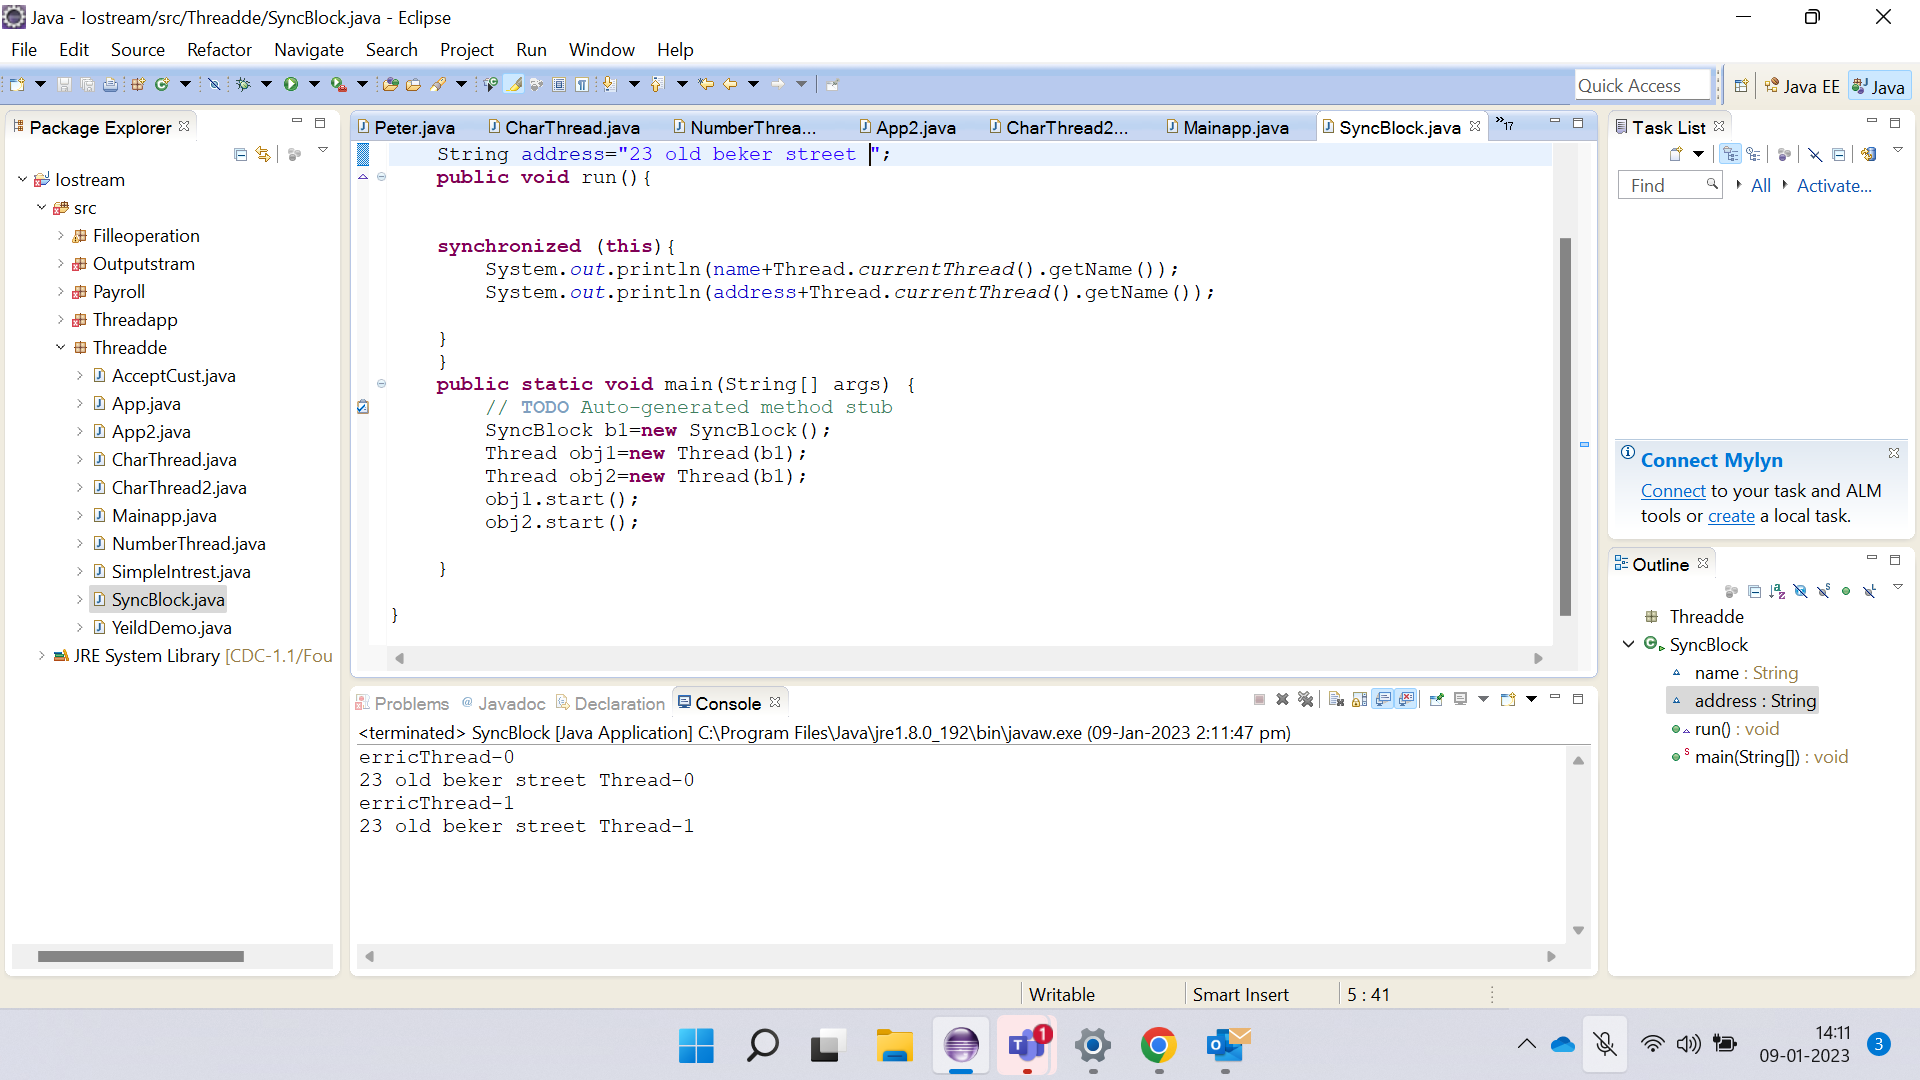 Java - Iostream/src/Threadde/SyncBlock.java - Eclipse
File Edit Source Refactor Navigate Search Project Run Window Help
Quick Access
Java EE
Java
Package Explorer
Iostream
src
Filleoperation
Outputstram
Payroll
Threadapp
Threadde
AcceptCust.java
App.java
App2.java
CharThread.java
CharThread2.java
Mainapp.java
NumberThread.java
SimpleIntrest.java
SyncBlock.java
YeildDemo.java
JRE System Library [CDC-1.1/Fou
Peter.java CharThread.java NumberThrea... App2.java CharThread2... Mainapp.java SyncBlock.java »17
String address="23 old beker street ";
public void run(){
synchronized (this){
System.out.println(name+Thread.currentThread().getName());
System.out.println(address+Thread.currentThread().getName());
}
}
public static void main(String[] args) {
// TODO Auto-generated method stub
SyncBlock b1=new SyncBlock();
Thread obj1=new Thread(b1);
Thread obj2=new Thread(b1);
obj1.start();
obj2.start();
}
}
Problems @ Javadoc Declaration Console
<terminated> SyncBlock [Java Application] C:\Program Files\Java\jre1.8.0_192\bin\javaw.exe (09-Jan-2023 2:11:47 pm)
erricThread-0
23 old beker street Thread-0
erricThread-1
23 old beker street Thread-1
Task List
Find
All
Activate...
Connect Mylyn
Connect to your task and ALM
tools or create a local task.
Outline
Threadde
SyncBlock
name : String
address : String
run() : void
main(String[]) : void
Writable
Smart Insert
5 : 41
1
14:11
09-01-2023
3